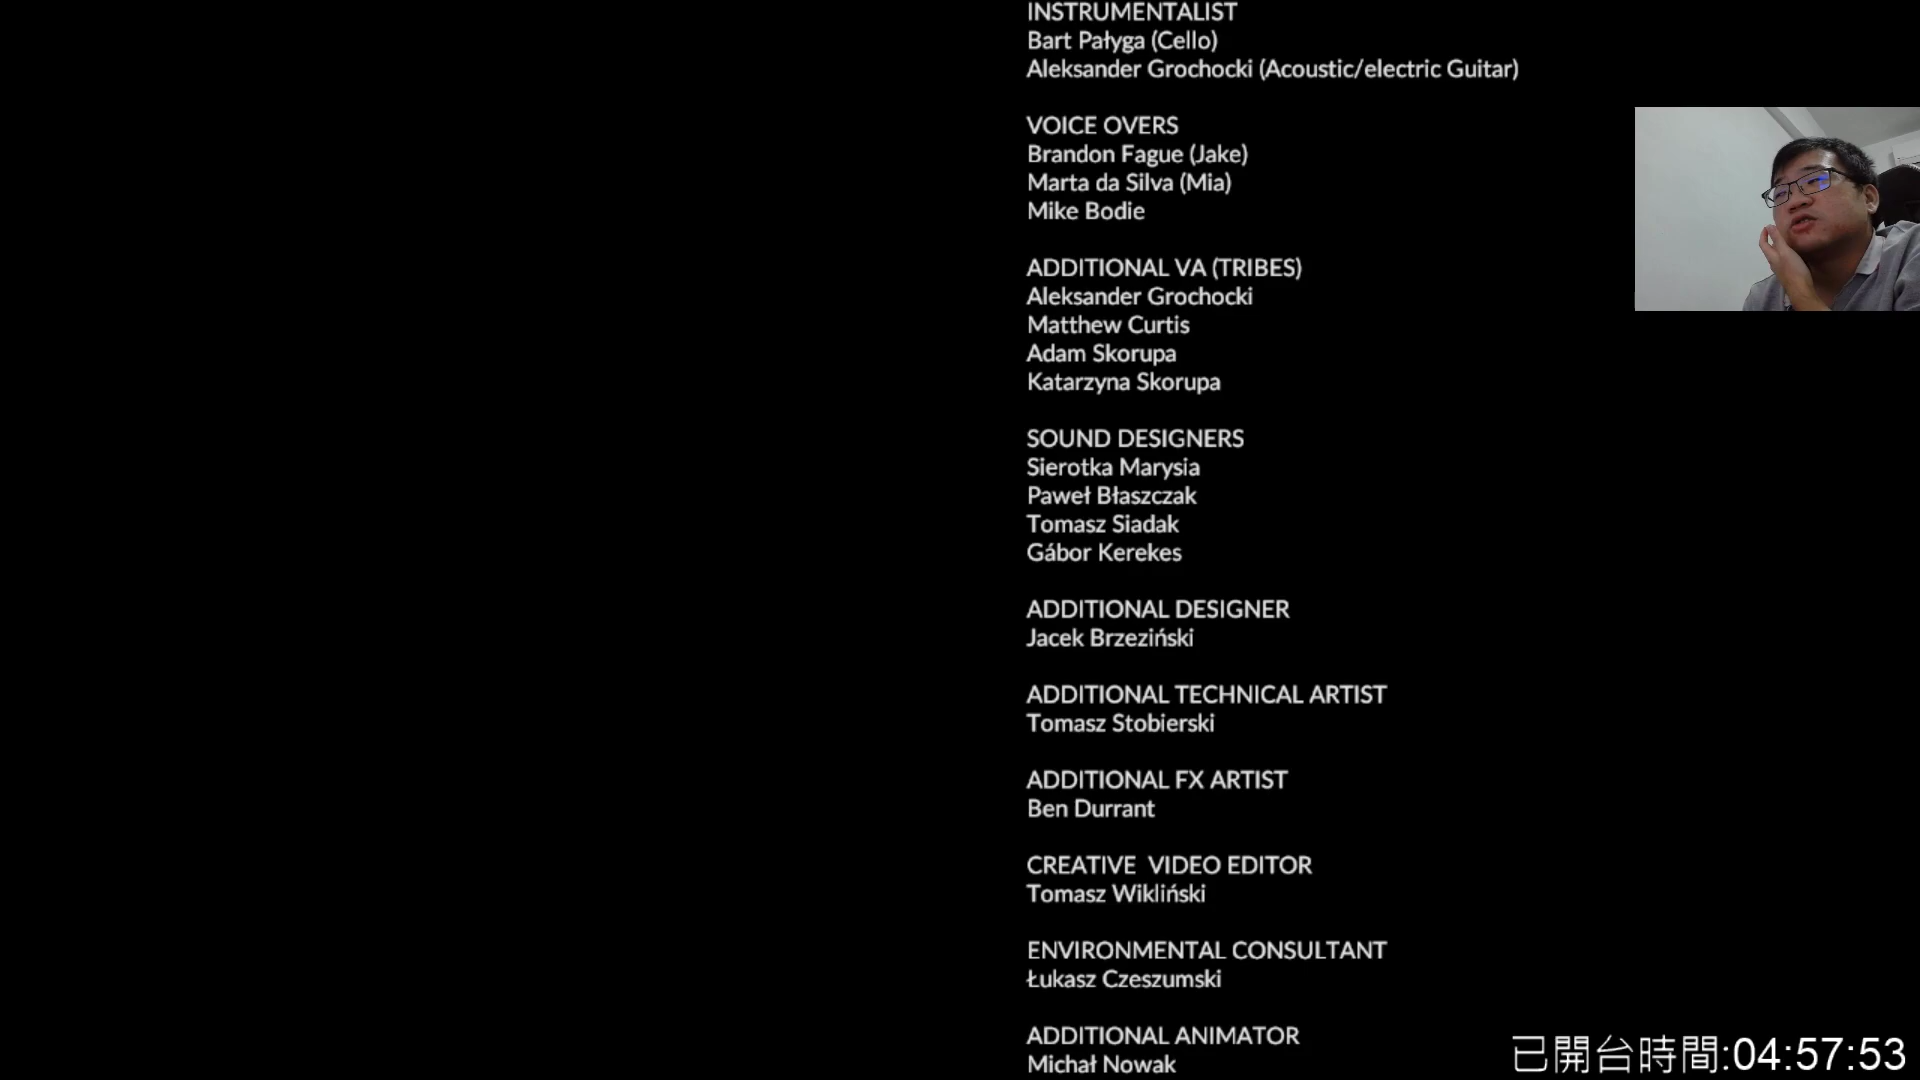 INSTRUMENTALIST
Bart Pałyga (Cello)
Aleksander Grochocki (Acoustic/electric Guitar)
VOICE OVERS
Brandon Fague (Jake)
Marta da Silva (Mia)
Mike Bodie
ADDITIONAL VA (TRIBES)
Aleksander Grochocki
Matthew Curtis
Adam Skorupa
Katarzyna Skorupa
SOUND DESIGNERS
Sierotka Marysia
Paweł Błaszczak
Tomasz Siadak
Gábor Kerekes
ADDITIONAL DESIGNER
Jacek Brzeziński
ADDITIONAL TECHNICAL ARTIST
Tomasz Stobierski
ADDITIONAL FX ARTIST
Ben Durrant
CREATIVE  VIDEO EDITOR
Tomasz Wikliński
ENVIRONMENTAL CONSULTANT
Łukasz Czeszumski
ADDITIONAL ANIMATOR
Michał Nowak
已開台時間:04:57:53